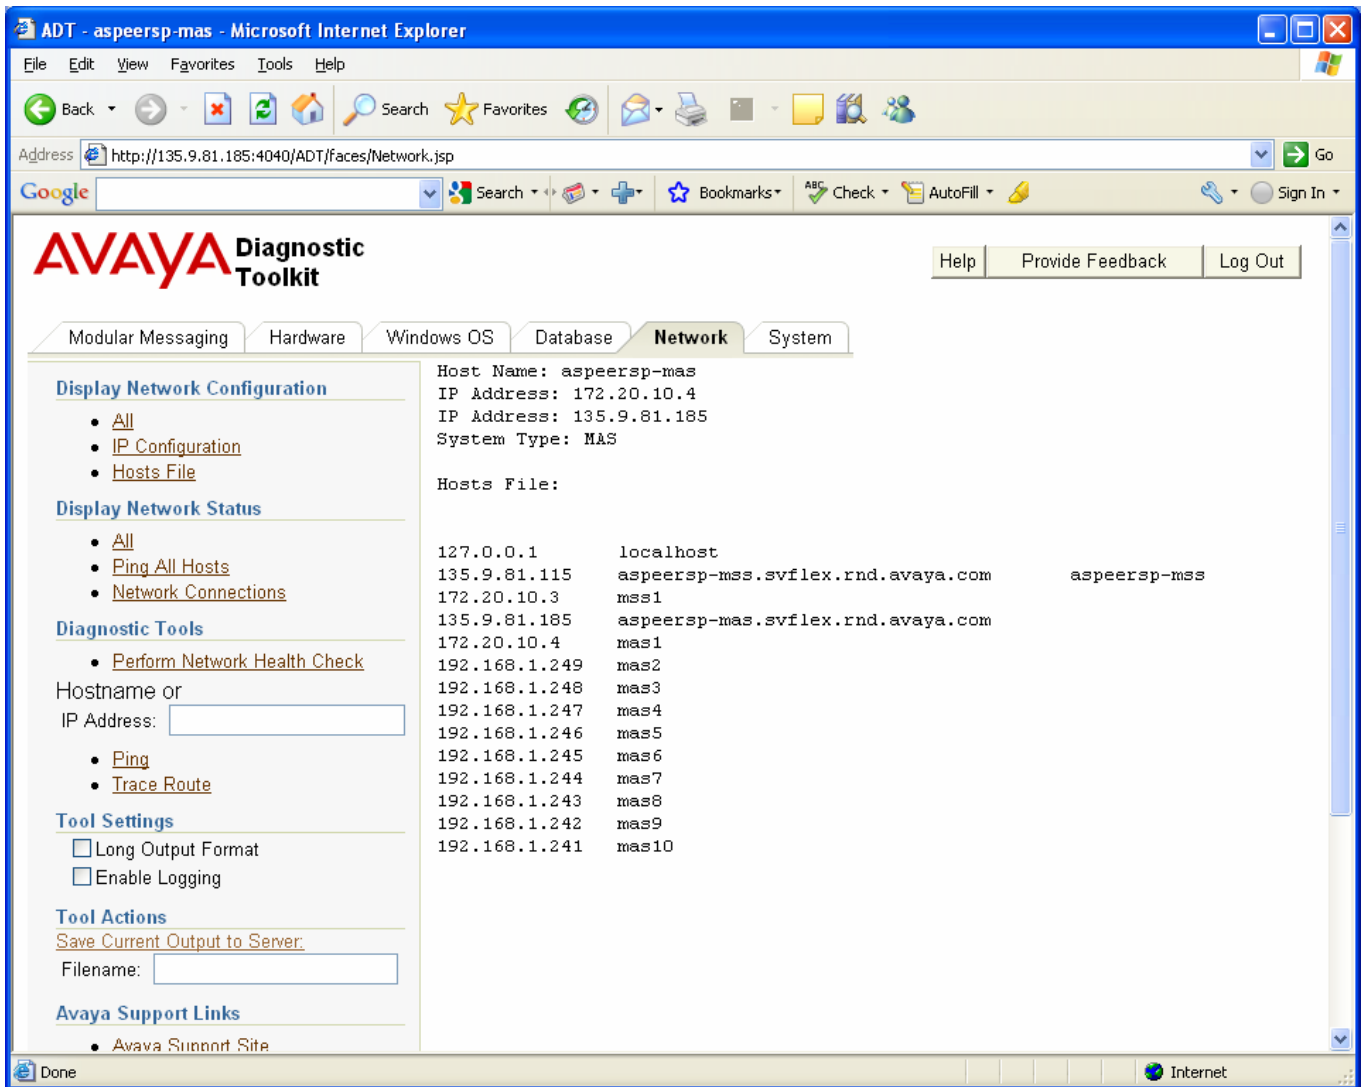 ADT - aspeersp-mas - Microsoft Internet Explorer
File Edit View Favorites Tools Help
Back Search Favorites
Address http://135.9.81.185:4040/ADT/faces/Network.jsp Go
Google Search Bookmarks ABC Check AutoFill Sign In
AVAYA Diagnostic Toolkit
Help Provide Feedback Log Out
Modular Messaging Hardware Windows OS Database Network System
Display Network Configuration
All
IP Configuration
Hosts File
Display Network Status
All
Ping All Hosts
Network Connections
Diagnostic Tools
Perform Network Health Check
Hostname or
IP Address:
Ping
Trace Route
Tool Settings
Long Output Format
Enable Logging
Tool Actions
Save Current Output to Server:
Filename:
Avaya Support Links
Avaya Support Site
Host Name: aspeersp-mas
IP Address: 172.20.10.4
IP Address: 135.9.81.185
System Type: MAS
Hosts File:
127.0.0.1 localhost
135.9.81.115 aspeersp-mss.svflex.rnd.avaya.com aspeersp-mss
172.20.10.3 mss1
135.9.81.185 aspeersp-mas.svflex.rnd.avaya.com
172.20.10.4 mas1
192.168.1.249 mas2
192.168.1.248 mas3
192.168.1.247 mas4
192.168.1.246 mas5
192.168.1.245 mas6
192.168.1.244 mas7
192.168.1.243 mas8
192.168.1.242 mas9
192.168.1.241 mas10
Done Internet